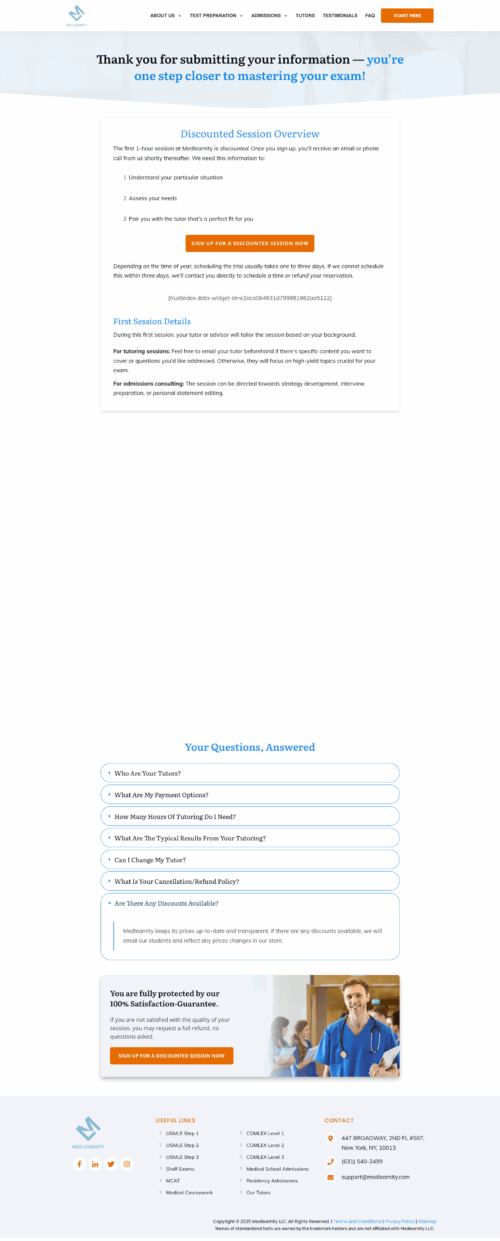 MED LEARNITY
ABOUT US
TEST PREPARATION
ADMISSIONS
TUTORS
TESTIMONIALS
FAQ
START HERE
Thank you for submitting your information — you're
one step closer to mastering your exam!
Discounted Session Overview
The first 1-hour session at Medlearnity is discounted. Once you sign up, you'll receive an email or phone
call from us shortly thereafter. We need this information to:
1 Understand your particular situation
2 Assess your needs
3 Pair you with the tutor that's a perfect fit for you
SIGN UP FOR A DISCOUNTED SESSION NOW
Depending on the time of year, scheduling the trial usually takes one to three days. If we cannot schedule
this within three days, we'll contact you directly to schedule a time or refund your reservation.
First Session Details
During this first session, your tutor or advisor will tailor the session based on your background.
For tutoring sessions: Feel free to email your tutor beforehand if there's specific content you want to
cover or questions you'd like addressed. Otherwise, they will focus on high-yield topics crucial for your
exam.
For admissions consulting: The session can be directed towards strategy development, interview
preparation, or personal statement editing.
Your Questions, Answered
Who Are Your Tutors?
What Are My Payment Options?
How Many Hours Of Tutoring Do I Need?
What Are The Typical Results From Your Tutoring?
Can I Change My Tutor?
What Is Your Cancellation/Refund Policy?
Are There Any Discounts Available?
Medlearnity keeps its prices up-to-date and transparent. If there are any discounts available, we will
email our students and reflect any prices changes in our store.
You are fully protected by our
100% Satisfaction-Guarantee.
If you are not satisfied with the quality of your
session, you may request a full refund, no
questions asked.
SIGN UP FOR A DISCOUNTED SESSION NOW
MED LEARNITY
USEFUL LINKS
USMLE Step 1
USMLE Step 2
USMLE Step 3
Shelf Exams
MCAT
Medical Coursework
COMLEX Level 1
COMLEX Level 2
COMLEX Level 3
Medical School Admissions
Residency Admissions
Our Tutors
CONTACT
447 BROADWAY, 2ND FL #507,
New York, NY, 10013
(631) 540-2499
support@medlearnity.com
Copyright © 2025 Medlearnity LLC. All Rights Reserved. | Terms and Conditions | Privacy Policy | Sitemap
Names of standardized tests are owned by the trademark holders and are not affiliated with Medlearnity LLC.